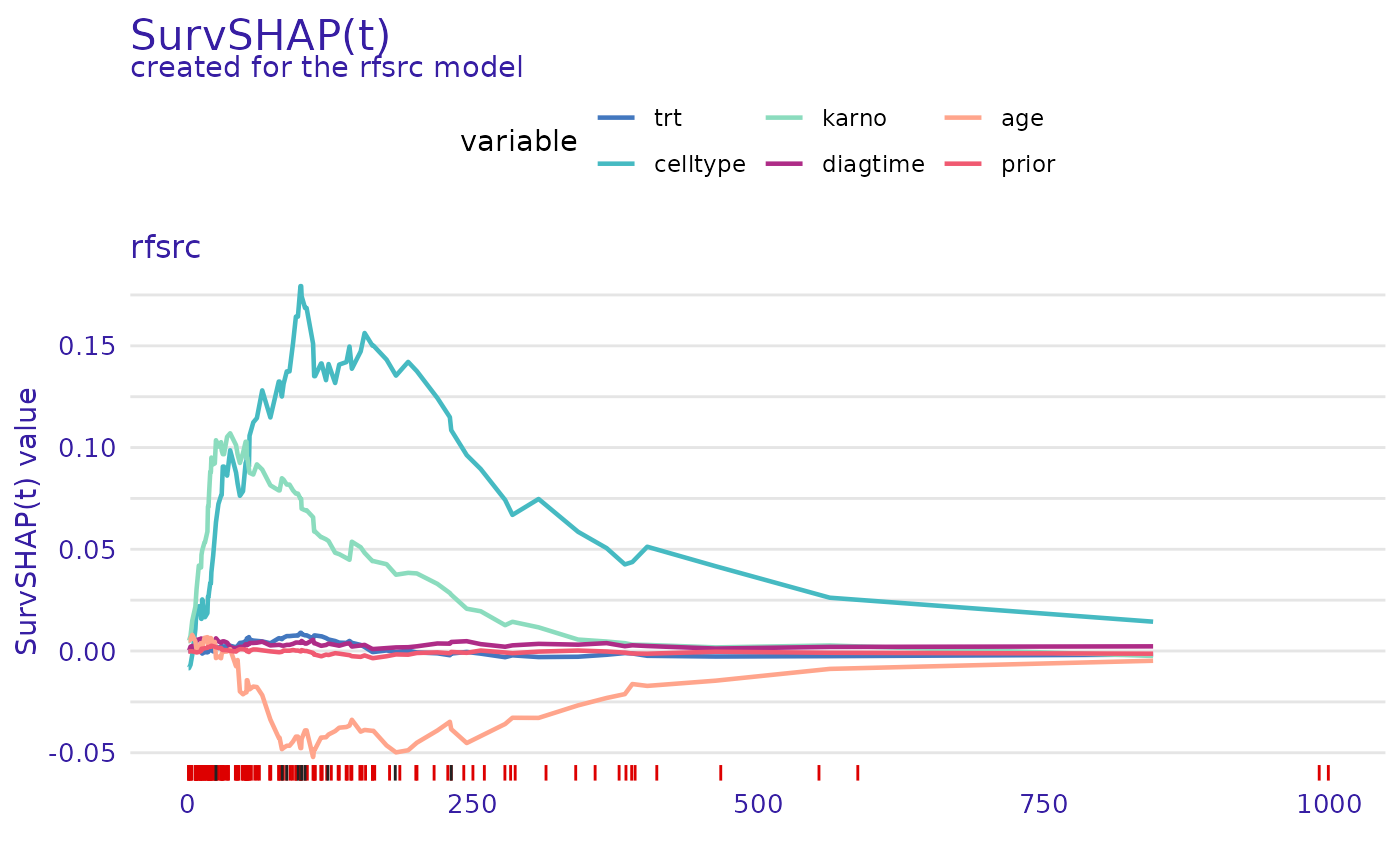 SurvSHAP(t)
created for the rfsrc model
variable
trt
karno
age
celltype
diagtime
prior
rfsrc
SurvSHAP(t) value
0.15
0.10
0.05
0.00
-0.05
0
250
500
750
1000